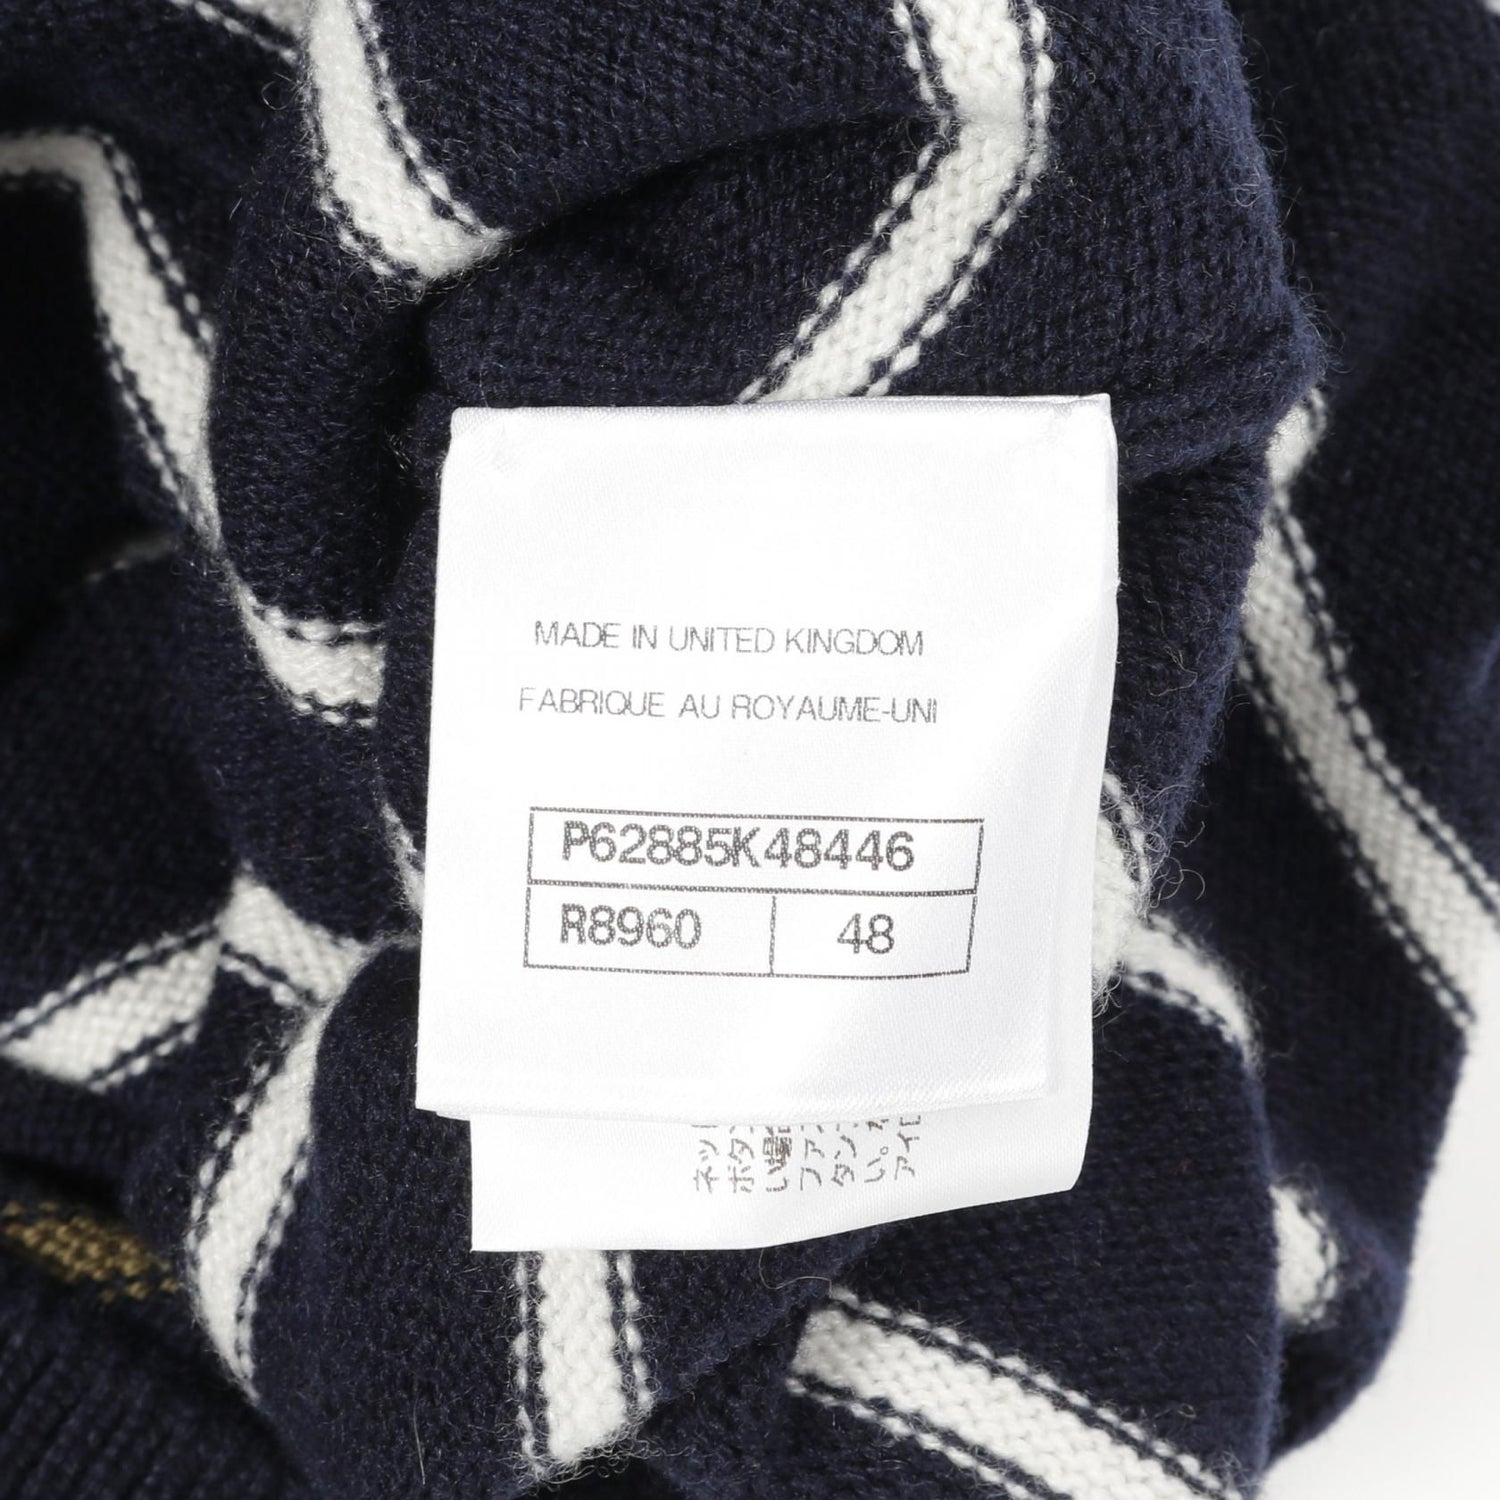 MADE IN UNITED KINGDOM
FABRIQUE AU ROYAUME-UNI
P62885K48446
R8960 48